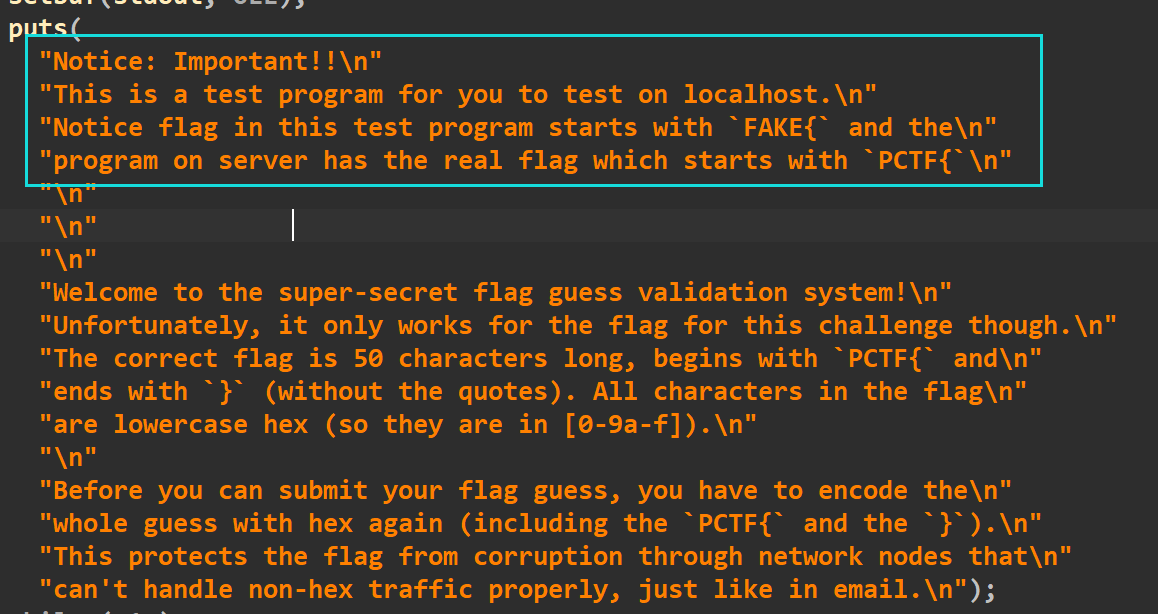 puts(
"Notice: Important!!\n"
"This is a test program for you to test on localhost.\n"
"Notice flag in this test program starts with `FAKE{` and the\n"
"program on server has the real flag which starts with `PCTF{`\n"
"\n"
"\n"
"\n"
"Welcome to the super-secret flag guess validation system!\n"
"Unfortunately, it only works for the flag for this challenge though.\n"
"The correct flag is 50 characters long, begins with `PCTF{` and\n"
"ends with `}` (without the quotes). All characters in the flag\n"
"are lowercase hex (so they are in [0-9a-f]).\n"
"\n"
"Before you can submit your flag guess, you have to encode the\n"
"whole guess with hex again (including the `PCTF{` and the `}`).\n"
"This protects the flag from corruption through network nodes that\n"
"can't handle non-hex traffic properly, just like in email.\n");